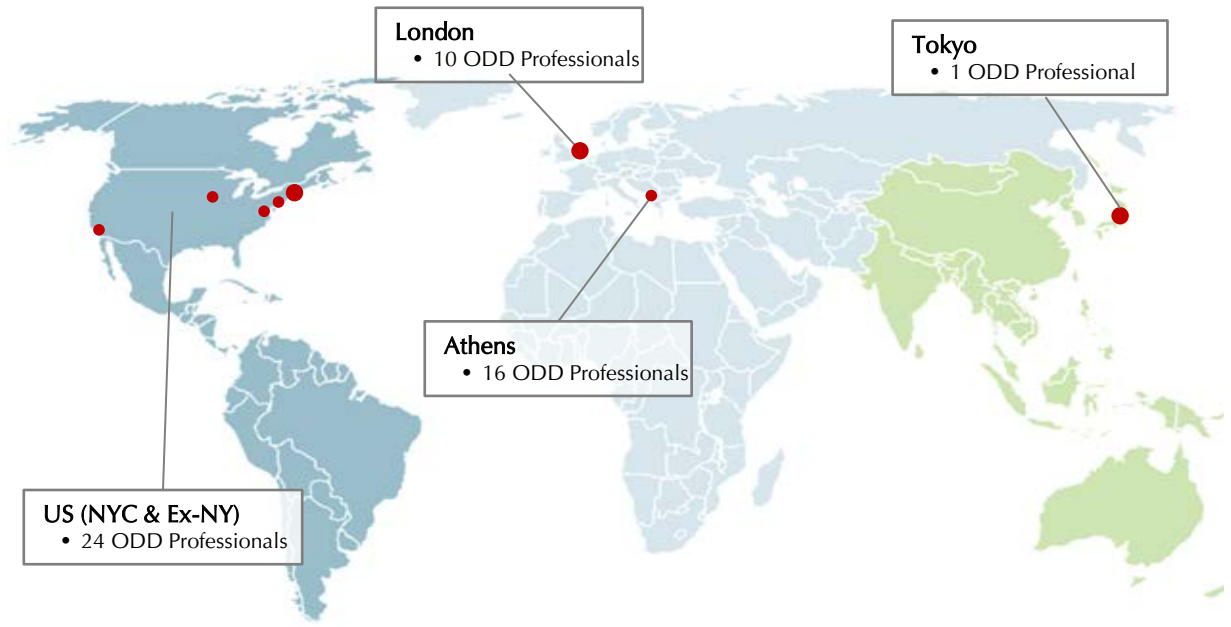 London
• 10 ODD Professionals
Tokyo
• 1 ODD Professional
Athens
• 16 ODD Professionals
US (NYC & Ex-NY)
• 24 ODD Professionals